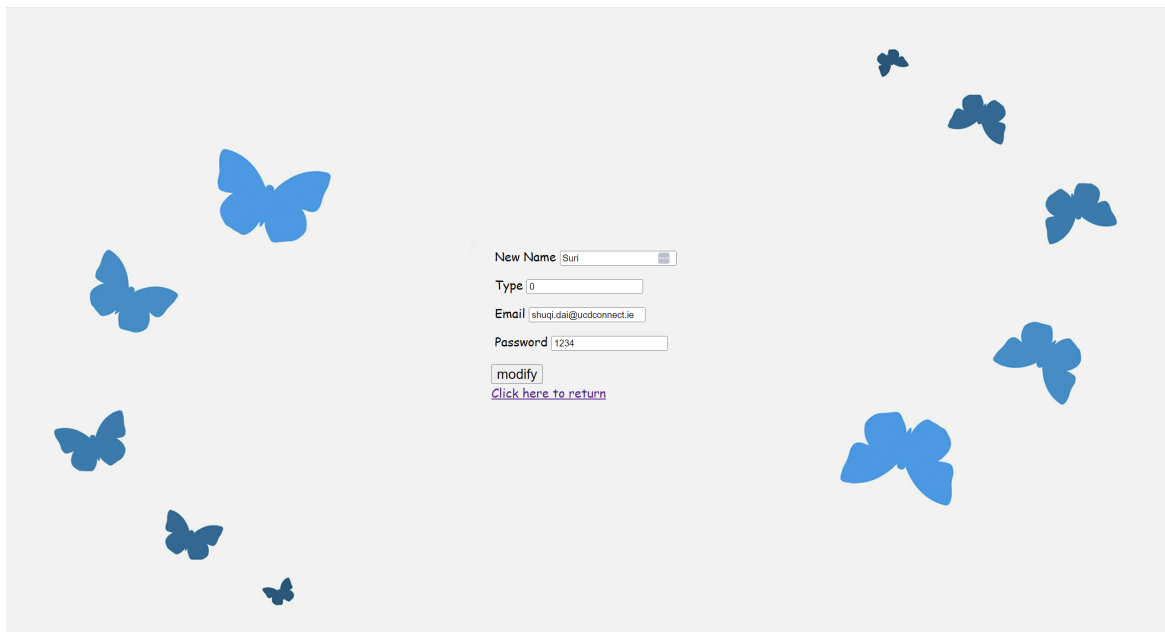 New Name Suri
Type 0
Email shuqi.dai@ucdconnect.ie
Password 1234
modify
Click here to return